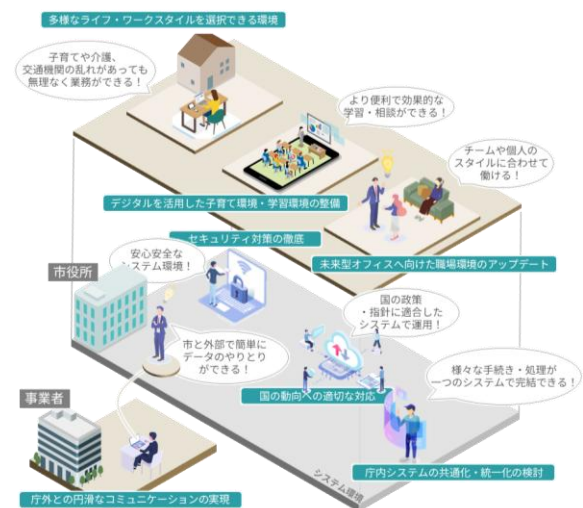 多様なライフ・ワークスタイルを選択できる環境
子育てや介護、
交通機関の乱れがあっても
無理なく業務ができる！
より便利で効果的な
学習・相談ができる！
チームや個人の
スタイルに合わせて
働ける！
デジタルを活用した子育て環境・学習環境の整備
セキュリティ対策の徹底
未来型オフィスへ向けた職場環境のアップデート
安心安全な
システム環境！
市役所
国の政策
・指針に適合した
システムで運用！
市と外部で簡単に
データのやりとり
ができる！
様々な手続き・処理が
一つのシステムで完結できる！
国の動向への適切な対応
事業者
庁内システムの共通化・統一化の検討
システム環境
庁外との円滑なコミュニケーションの実現